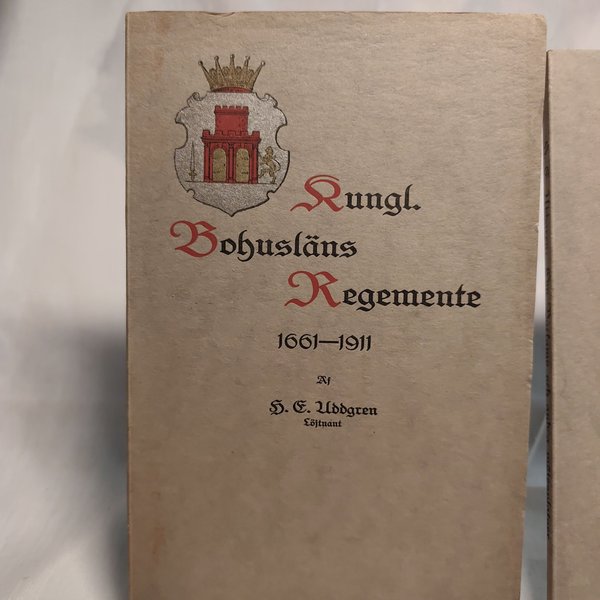 Kungl.
Bohusläns
Regemente
1661—1911
Af
H. E. Uddgren
Löjtnant